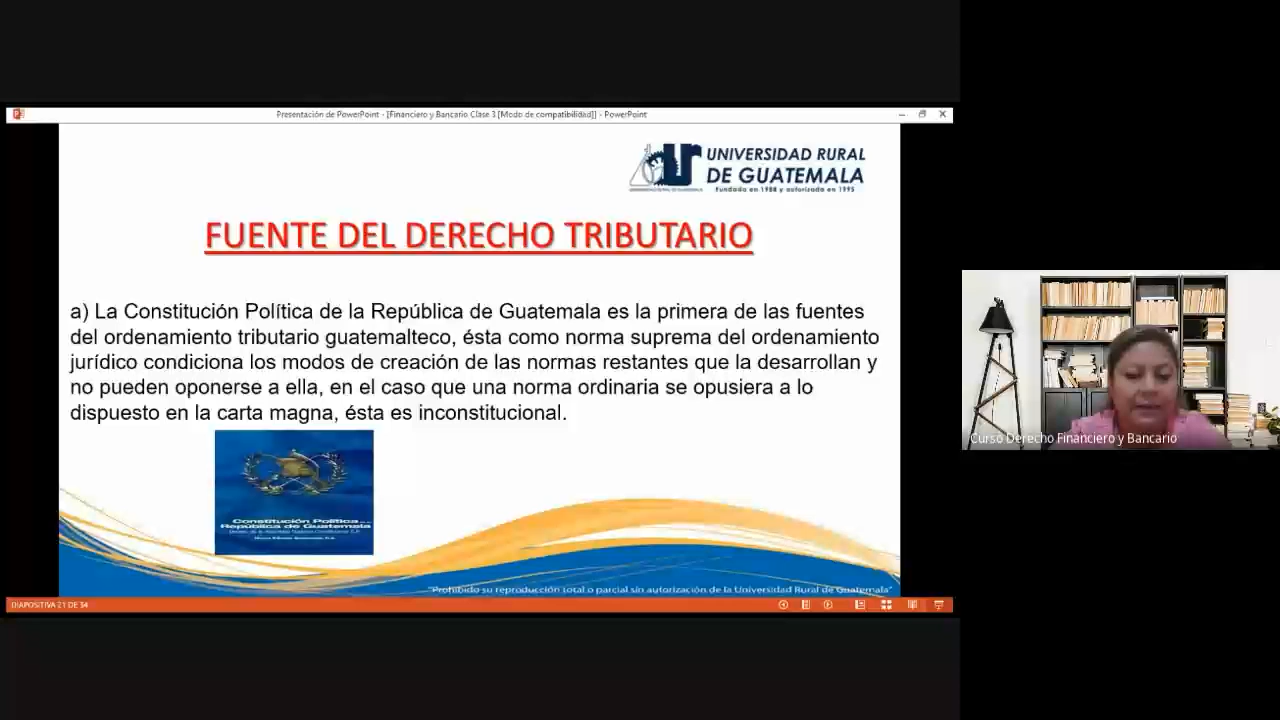 Presentación de PowerPoint - [Financiero y Bancario Clase 3 [Modo de compatibilidad]] - PowerPoint
UNIVERSIDAD RURAL
DE GUATEMALA
Fundado en 1988 y autorizado en 1995
FUENTE DEL DERECHO TRIBUTARIO
a) La Constitución Política de la República de Guatemala es la primera de las fuentes
del ordenamiento tributario guatemalteco, ésta como norma suprema del ordenamiento
jurídico condiciona los modos de creación de las normas restantes que la desarrollan y
no pueden oponerse a ella, en el caso que una norma ordinaria se opusiera a lo
dispuesto en la carta magna, ésta es inconstitucional.
Constitución Política
República de Guatemala
"Prohibido su reproducción total o parcial sin autorización de la Universidad Rural de Guatemala"
DIAPOSITIVA 21 DE 34
Curso Derecho Financiero y Bancario